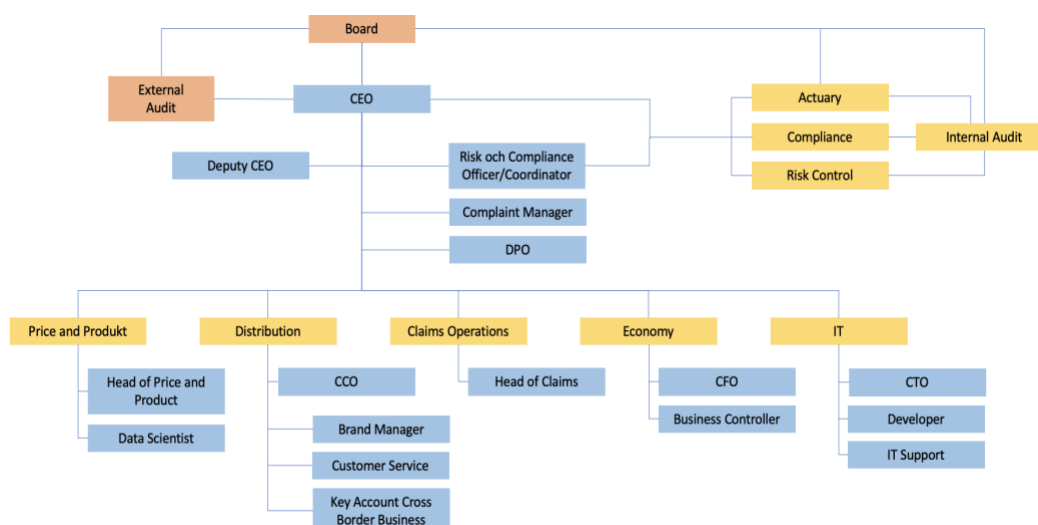 Board
External
Audit
CEO
Actuary
Compliance
Internal Audit
Risk Control
Deputy CEO
Risk och Compliance
Officer/Coordinator
Complaint Manager
DPO
Price and Produkt
Distribution
Claims Operations
Economy
IT
Head of Price and
Product
Data Scientist
CCO
Brand Manager
Customer Service
Key Account Cross
Border Business
Head of Claims
CFO
Business Controller
CTO
Developer
IT Support